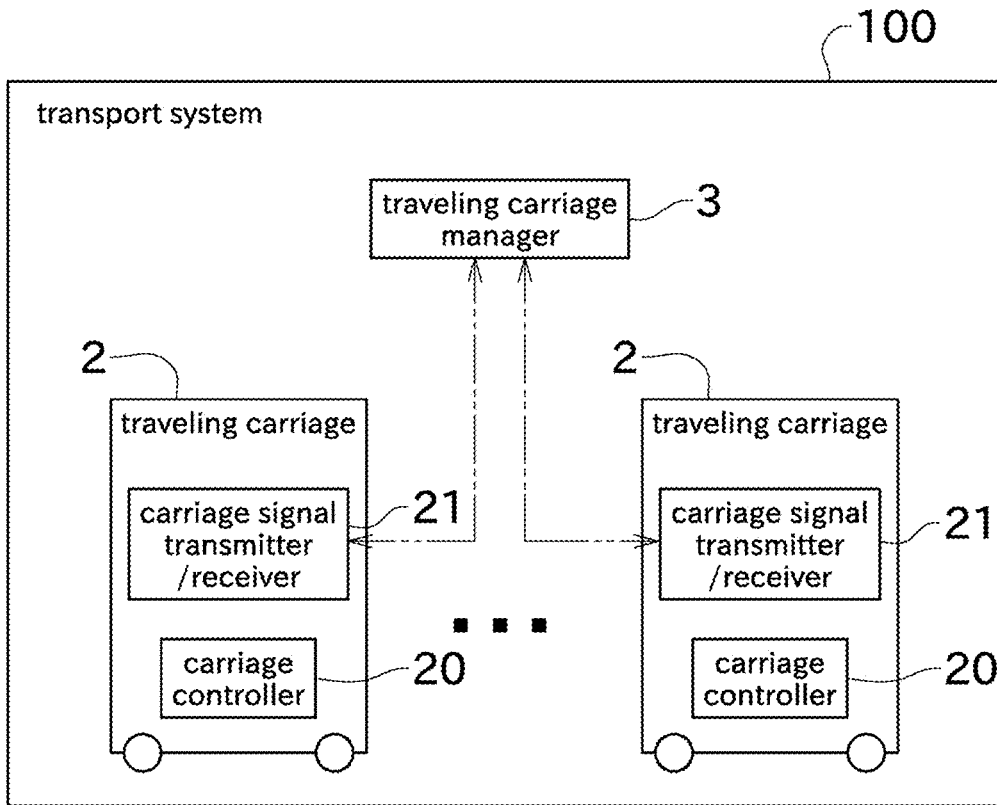 100
transport system
traveling carriage
manager
3
2
2
traveling carriage
traveling carriage
carriage signal
transmitter
/receiver
21
carriage signal
transmitter
/receiver
21
carriage
controller
20
carriage
controller
20